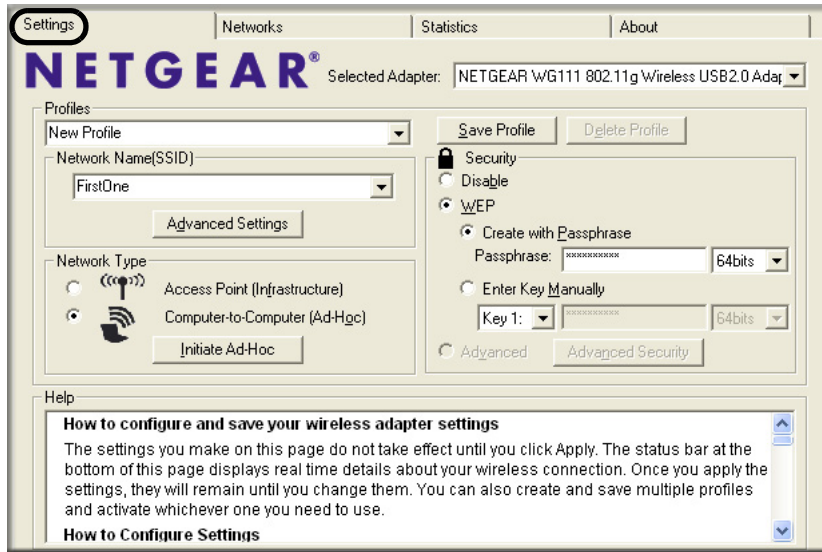 Settings
Networks
Statistics
About
NETGEAR®
Selected Adapter: NETGEAR WG111 802.11g Wireless USB2.0 Adap
Profiles
New Profile
Save Profile
Delete Profile
Network Name(SSID)
FirstOne
Advanced Settings
Network Type
Access Point (Infrastructure)
Computer-to-Computer (Ad-Hoc)
Initiate Ad-Hoc
Security
Disable
WEP
Create with Passphrase
Passphrase: ********** 64bits
Enter Key Manually
Key 1: ********** 64bits
Advanced
Advanced Security
Help
How to configure and save your wireless adapter settings
The settings you make on this page do not take effect until you click Apply. The status bar at the
bottom of this page displays real time details about your wireless connection. Once you apply the
settings, they will remain until you change them. You can also create and save multiple profiles
and activate whichever one you need to use.
How to Configure Settings